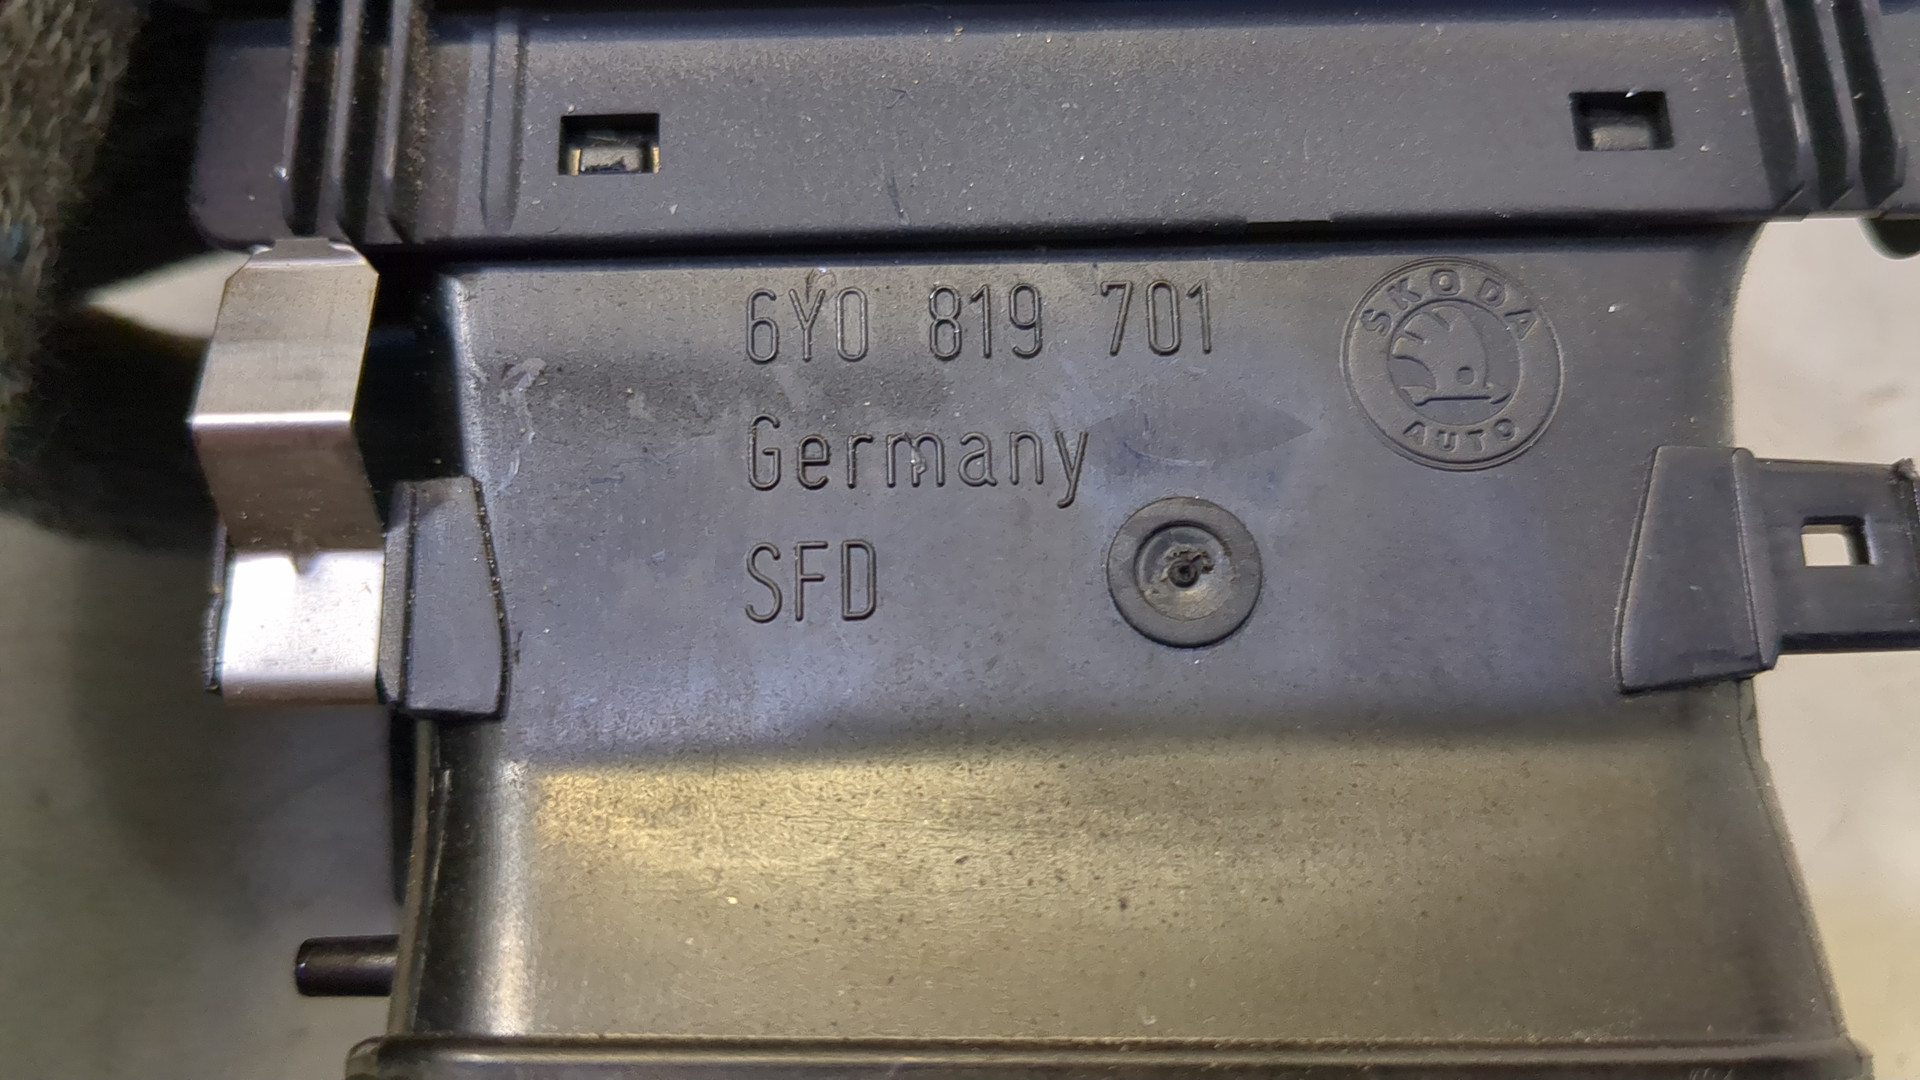 6Y0 819 701
SKODA
AUTO
Germany
SFD